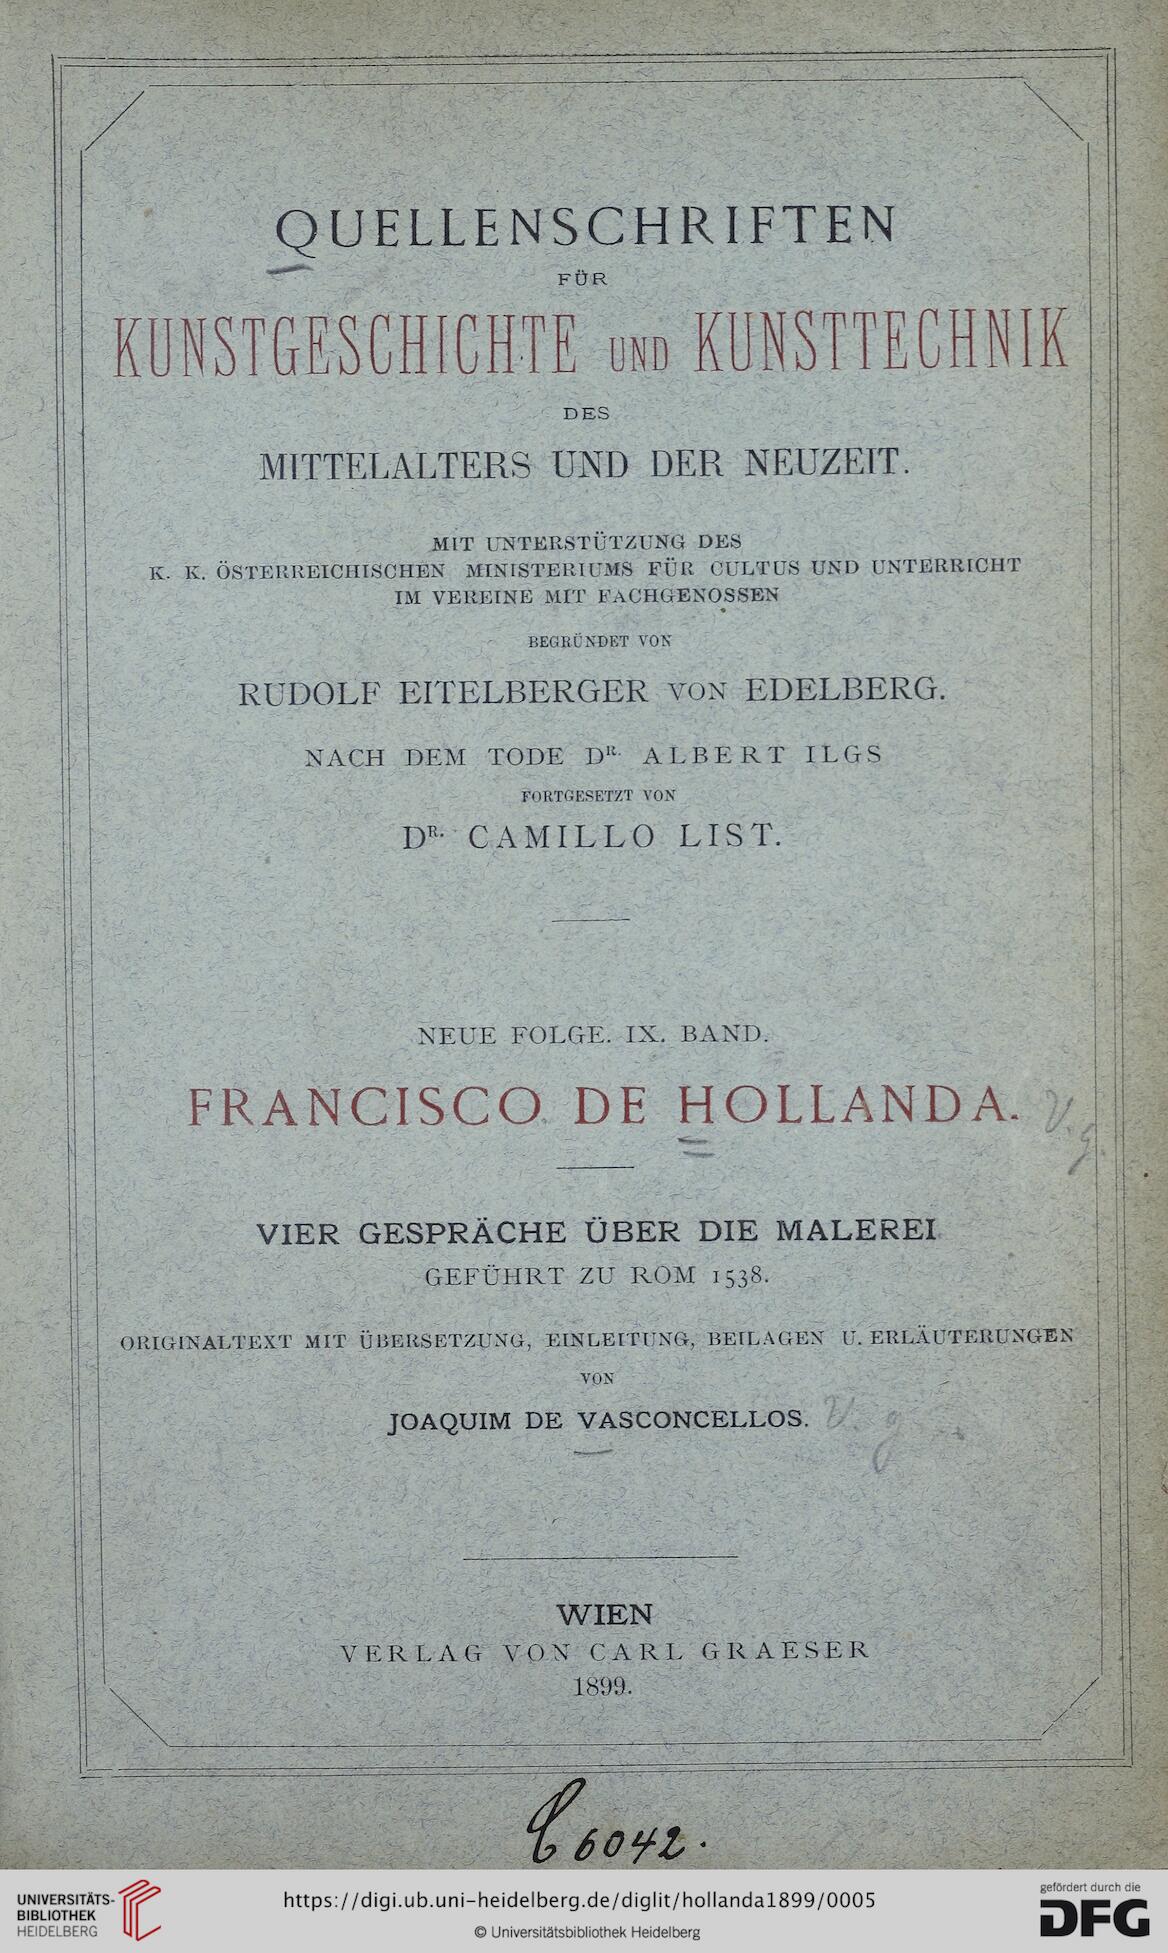 QUELLENSCHRIFTEN
FÜR
KUNSTGESCHICHTE UND KUNSTTECHNIK
DES
MITTELALTERS UND DER NEUZEIT.
MIT UNTERSTÜTZUNG DES
K. K. ÖSTERREICHISCHEN MINISTERIUMS FÜR CULTUS UND UNTERRICHT
IM VEREINE MIT FACHGENOSSEN
BEGRÜNDET VON
RUDOLF EITELBERGER VON EDELBERG.
NACH DEM TODE DR. ALBERT ILGS
FORTGESETZT VON
DR. CAMILLO LIST.
NEUE FOLGE. IX. BAND.
FRANCISCO DE HOLLANDA. V. g.
VIER GESPRÄCHE ÜBER DIE MALEREI
GEFÜHRT ZU ROM 1538.
ORIGINALTEXT MIT ÜBERSETZUNG, EINLEITUNG, BEILAGEN U. ERLÄUTERUNGEN
VON
JOAQUIM DE VASCONCELLOS. V. g.
WIEN
VERLAG VON CARL GRAESER
1899.
C 6042.
UNIVERSITÄTS-
BIBLIOTHEK
HEIDELBERG
https://digi.ub.uni-heidelberg.de/diglit/hollanda1899/0005
© Universitätsbibliothek Heidelberg
gefördert durch die
DFG